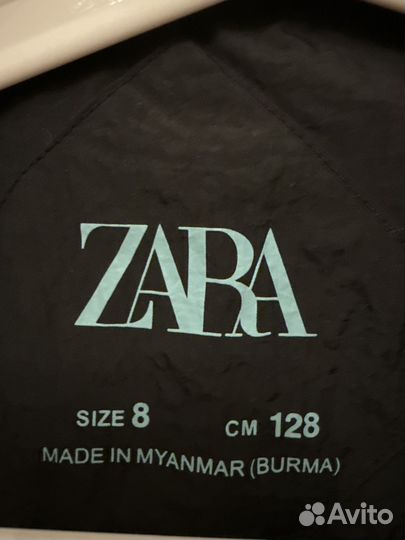 ZARA
SIZE 8 CM 128
MADE IN MYANMAR (BURMA)
Avito